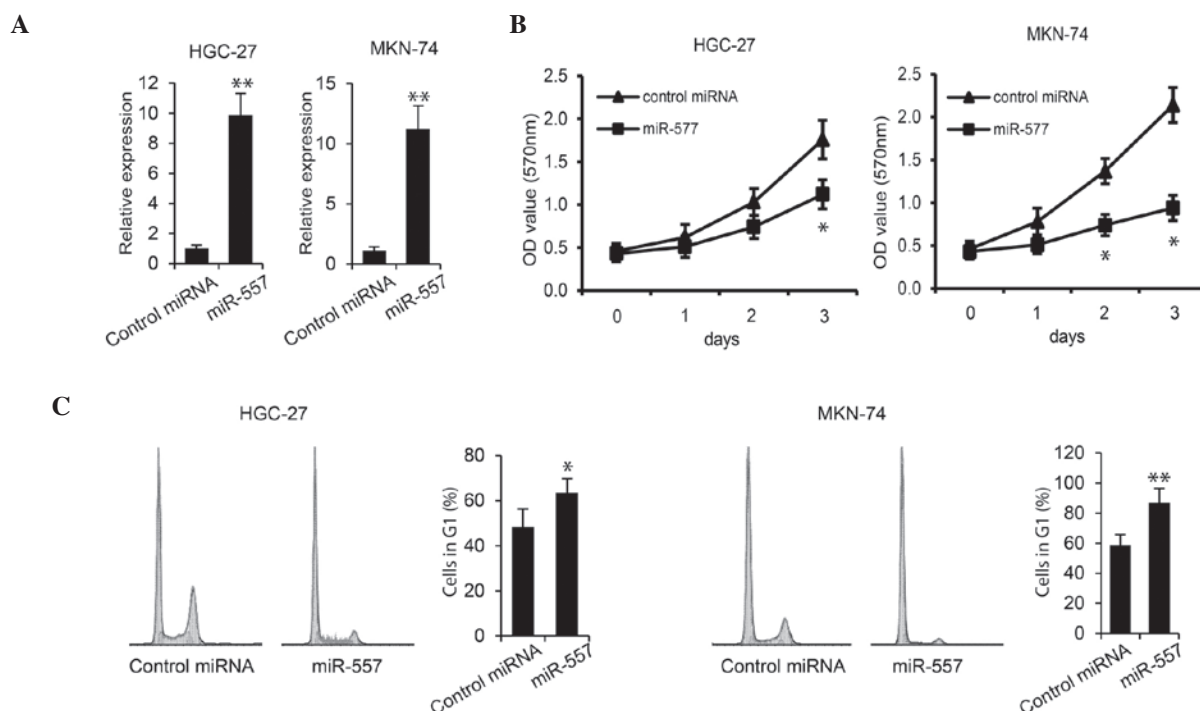 A
HGC-27
Relative expression
12
10
8
6
4
2
0
**
Control miRNA
miR-557
MKN-74
Relative expression
15
10
5
0
**
Control miRNA
miR-557
B
HGC-27
OD value (570nm)
2.5
2.0
1.5
1.0
0.5
0.0
control miRNA
miR-577
*
0 1 2 3
days
MKN-74
OD value (570nm)
2.5
2.0
1.5
1.0
0.5
0.0
control miRNA
miR-577
*
*
0 1 2 3
days
C
HGC-27
Control miRNA
miR-557
Cells in G1 (%)
80
60
40
20
0
*
Control miRNA
miR-557
MKN-74
Control miRNA
miR-557
Cells in G1 (%)
120
100
80
60
40
20
0
**
Control miRNA
miR-557